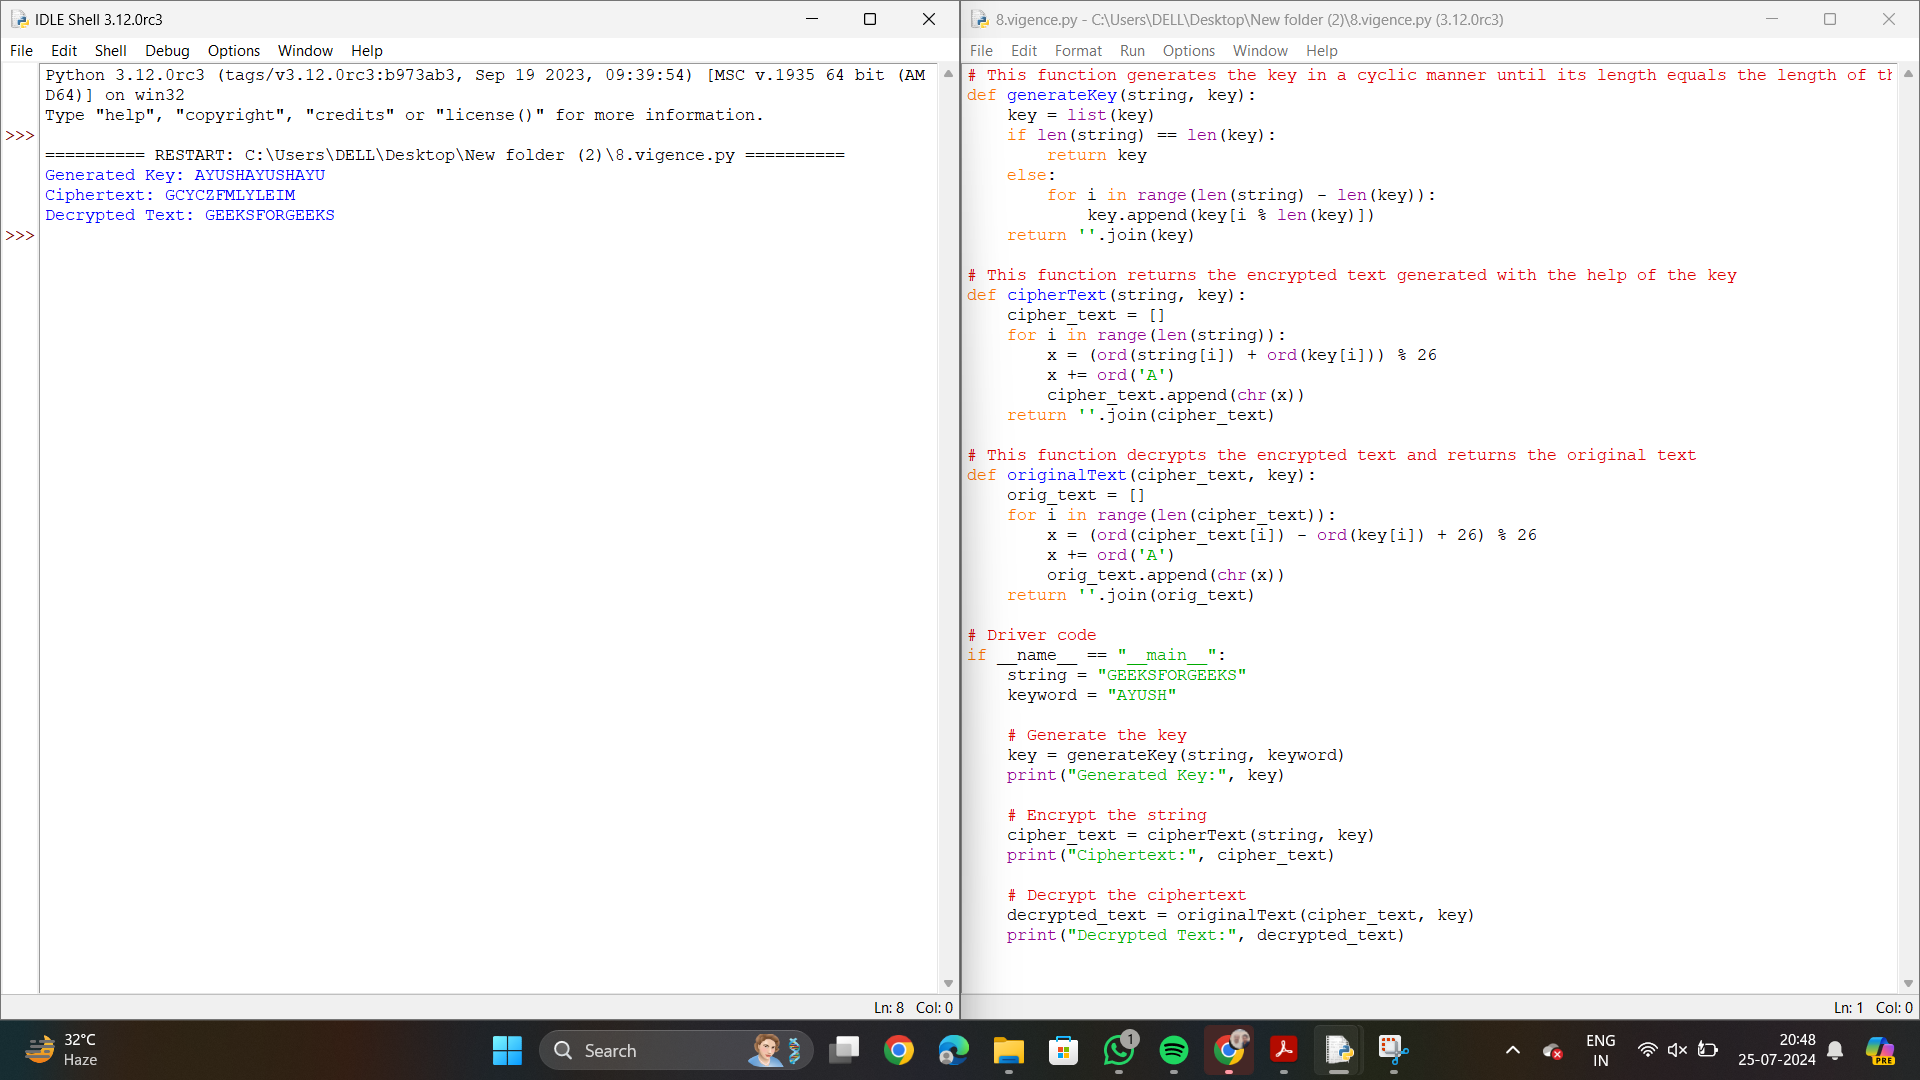 IDLE Shell 3.12.0rc3
File Edit Shell Debug Options Window Help
Python 3.12.0rc3 (tags/v3.12.0rc3:b973ab3, Sep 19 2023, 09:39:54) [MSC v.1935 64 bit (AM
D64)] on win32
Type "help", "copyright", "credits" or "license()" for more information.
>>>
========== RESTART: C:\Users\DELL\Desktop\New folder (2)\8.vigence.py ==========
Generated Key: AYUSHAYUSHAYU
Ciphertext: GCYCZFMLYLEIM
Decrypted Text: GEEKSFORGEEKS
>>>
Ln: 8 Col: 0
8.vigence.py - C:\Users\DELL\Desktop\New folder (2)\8.vigence.py (3.12.0rc3)
File Edit Format Run Options Window Help
# This function generates the key in a cyclic manner until its length equals the length of th
def generateKey(string, key):
    key = list(key)
    if len(string) == len(key):
        return key
    else:
        for i in range(len(string) - len(key)):
            key.append(key[i % len(key)])
    return ''.join(key)

# This function returns the encrypted text generated with the help of the key
def cipherText(string, key):
    cipher_text = []
    for i in range(len(string)):
        x = (ord(string[i]) + ord(key[i])) % 26
        x += ord('A')
        cipher_text.append(chr(x))
    return ''.join(cipher_text)

# This function decrypts the encrypted text and returns the original text
def originalText(cipher_text, key):
    orig_text = []
    for i in range(len(cipher_text)):
        x = (ord(cipher_text[i]) - ord(key[i]) + 26) % 26
        x += ord('A')
        orig_text.append(chr(x))
    return ''.join(orig_text)

# Driver code
if __name__ == "__main__":
    string = "GEEKSFORGEEKS"
    keyword = "AYUSH"

    # Generate the key
    key = generateKey(string, keyword)
    print("Generated Key:", key)

    # Encrypt the string
    cipher_text = cipherText(string, key)
    print("Ciphertext:", cipher_text)

    # Decrypt the ciphertext
    decrypted_text = originalText(cipher_text, key)
    print("Decrypted Text:", decrypted_text)
Ln: 1 Col: 0
32°C
Haze
Search
1
ENG
IN
20:48
25-07-2024
PRE